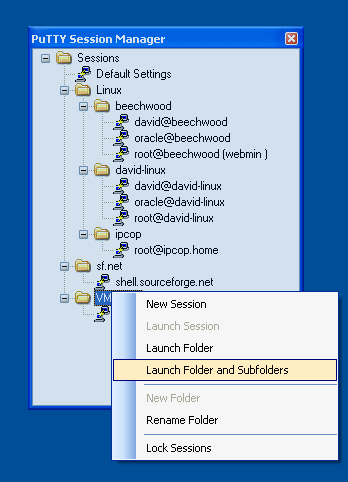 PuTTY Session Manager
Sessions
Default Settings
Linux
beechwood
david@beechwood
oracle@beechwood
root@beechwood (webmin )
david-linux
david@david-linux
oracle@david-linux
root@david-linux
ipcop
root@ipcop.home
sf.net
shell.sourceforge.net
VM
New Session
Launch Session
Launch Folder
Launch Folder and Subfolders
New Folder
Rename Folder
Lock Sessions